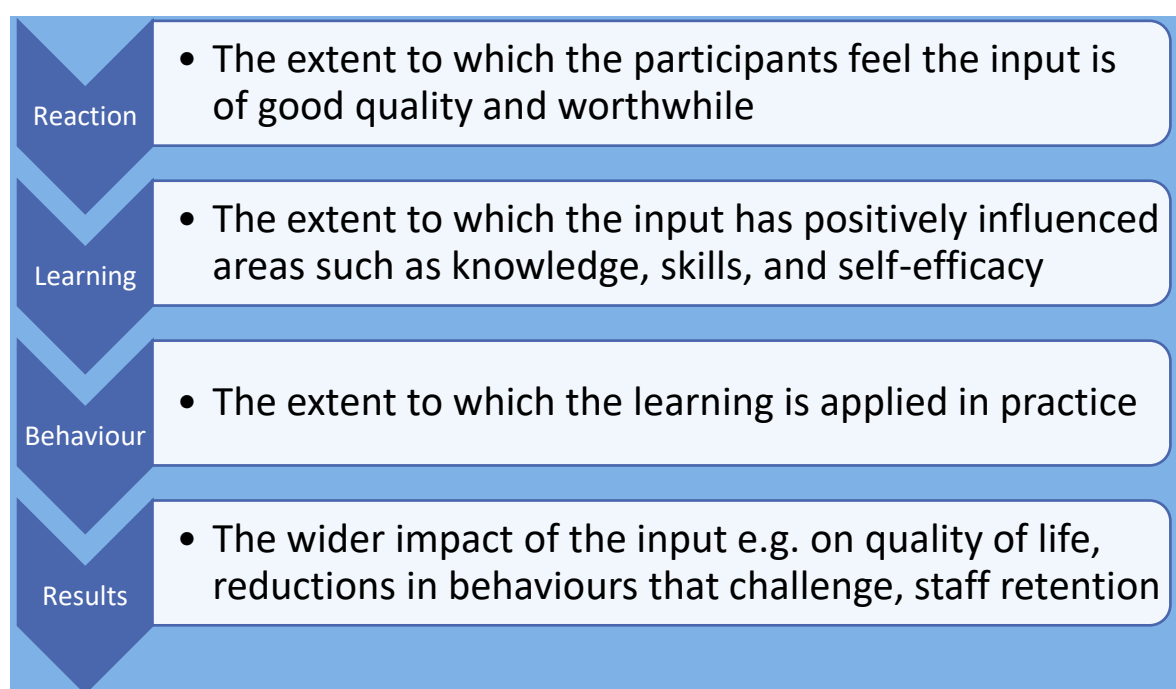 Reaction
• The extent to which the participants feel the input is
of good quality and worthwhile
Learning
• The extent to which the input has positively influenced
areas such as knowledge, skills, and self-efficacy
Behaviour
• The extent to which the learning is applied in practice
Results
• The wider impact of the input e.g. on quality of life,
reductions in behaviours that challenge, staff retention